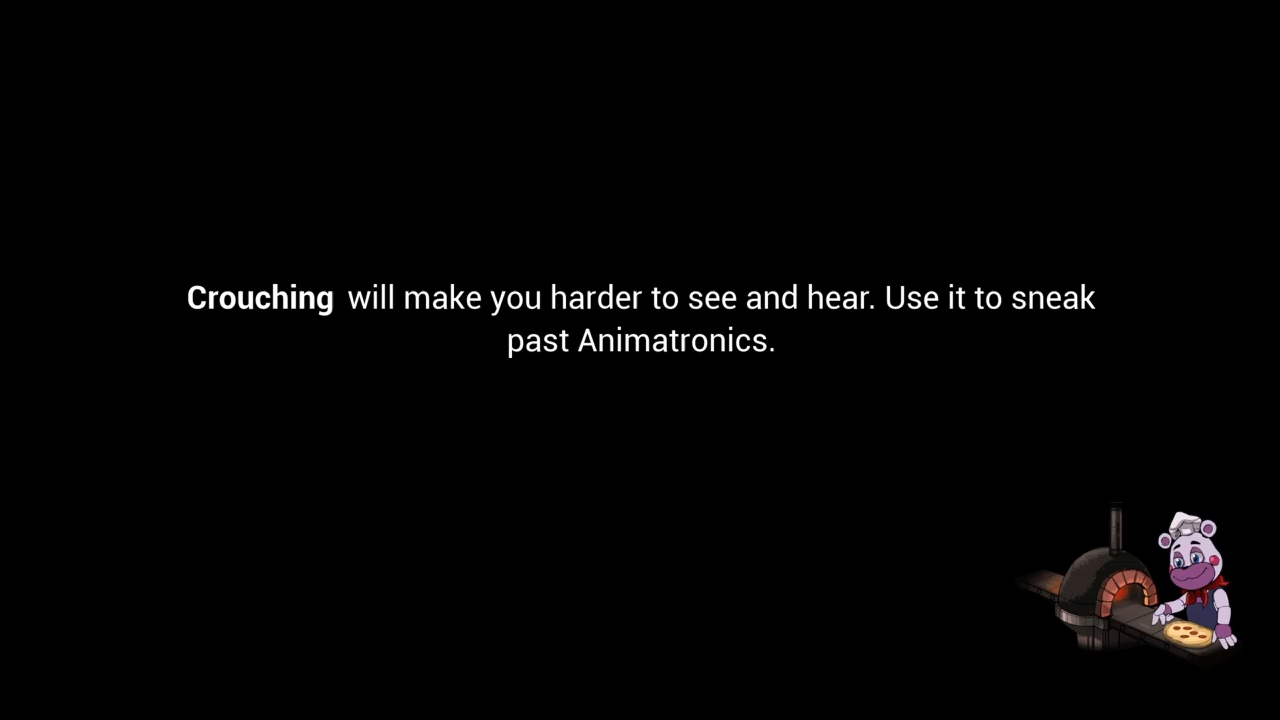 Crouching will make you harder to see and hear. Use it to sneak
past Animatronics.